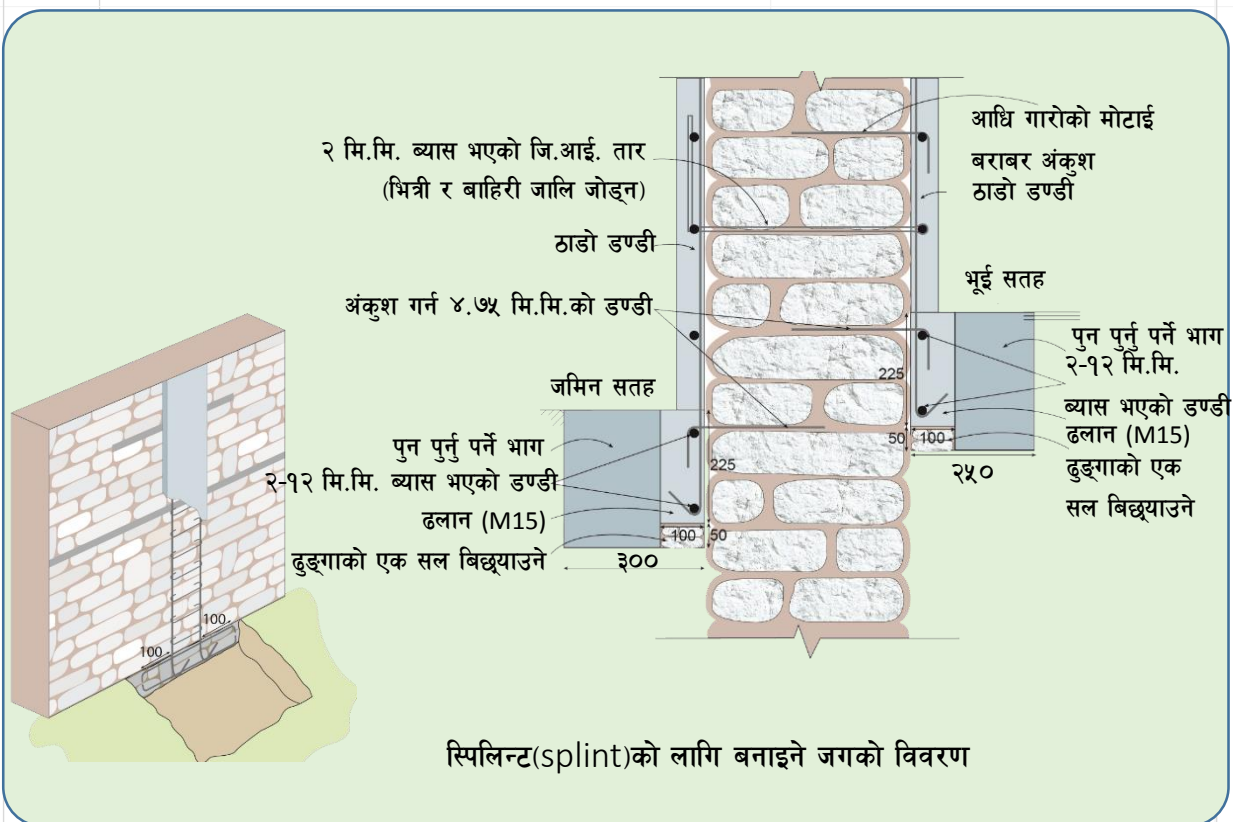 २ मि.मि. ब्यास भएको जि.आई. तार
(भित्री र बाहिरी जालि जोड्न)
ठाडो डण्डी
अंकुश गर्न ४.७५ मि.मि.को डण्डी
जमिन सतह
पुन पुर्नु पर्ने भाग
२-१२ मि.मि. ब्यास भएको डण्डी
ढलान (M15)
ढुङ्गाको एक सल बिछ्याउने
225
100
50
३००
आधि गारोको मोटाई
बराबर अंकुश
ठाडो डण्डी
भूई सतह
पुन पुर्नु पर्ने भाग
२-१२ मि.मि.
ब्यास भएको डण्डी
ढलान (M15)
ढुङ्गाको एक
सल बिछ्याउने
225
50
100
२५०
100
100
स्पिलिन्ट(splint)को लागि बनाइने जगको विवरण